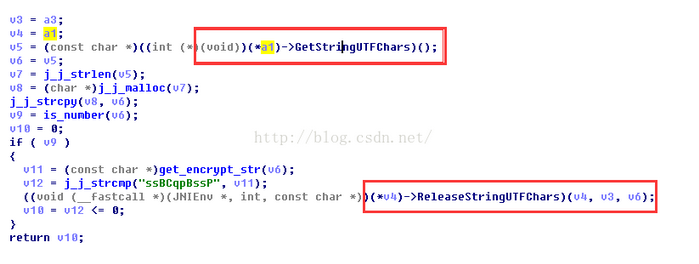 v3 = a3;
v4 = a1;
v5 = (const char *)((int (*)(void))(*a1)->GetStringUTFChars)();
v6 = v5;
v7 = j_j_strlen(v5);
v8 = (char *)j_j_malloc(v7);
j_j_strcpy(v8, v6);
v9 = is_number(v6);
v10 = 0;
http://blog.csdn.net/
if ( v9 )
{
v11 = (const char *)get_encrypt_str(v6);
v12 = j_j_strcmp("ssBCqpBssP", v11);
((void (__fastcall *)(JNIEnv *, int, const char *))(*v4)->ReleaseStringUTFChars)(v4, v3, v6);
v10 = v12 <= 0;
}
return v10;